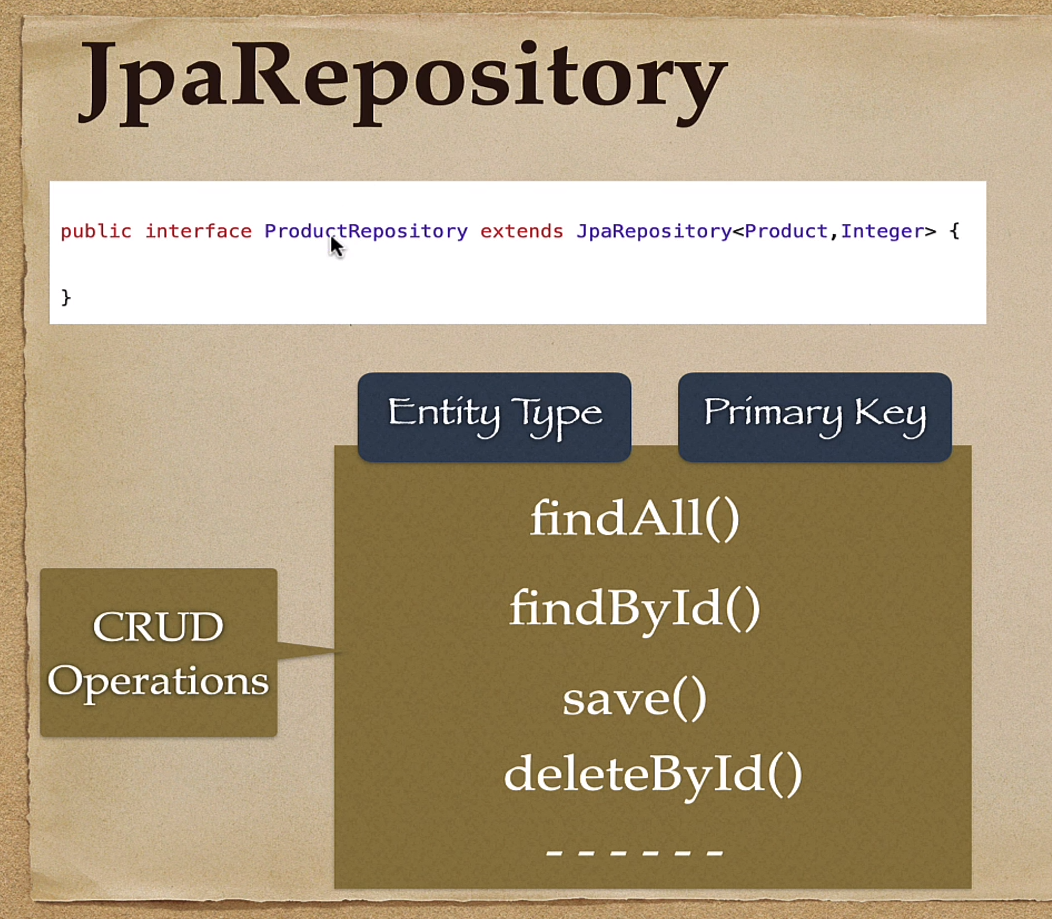 JpaRepository
public interface ProductRepository extends JpaRepository<Product,Integer> {
}
Entity Type
Primary Key
findAll()
findById()
CRUD
Operations
save()
deleteById()
------